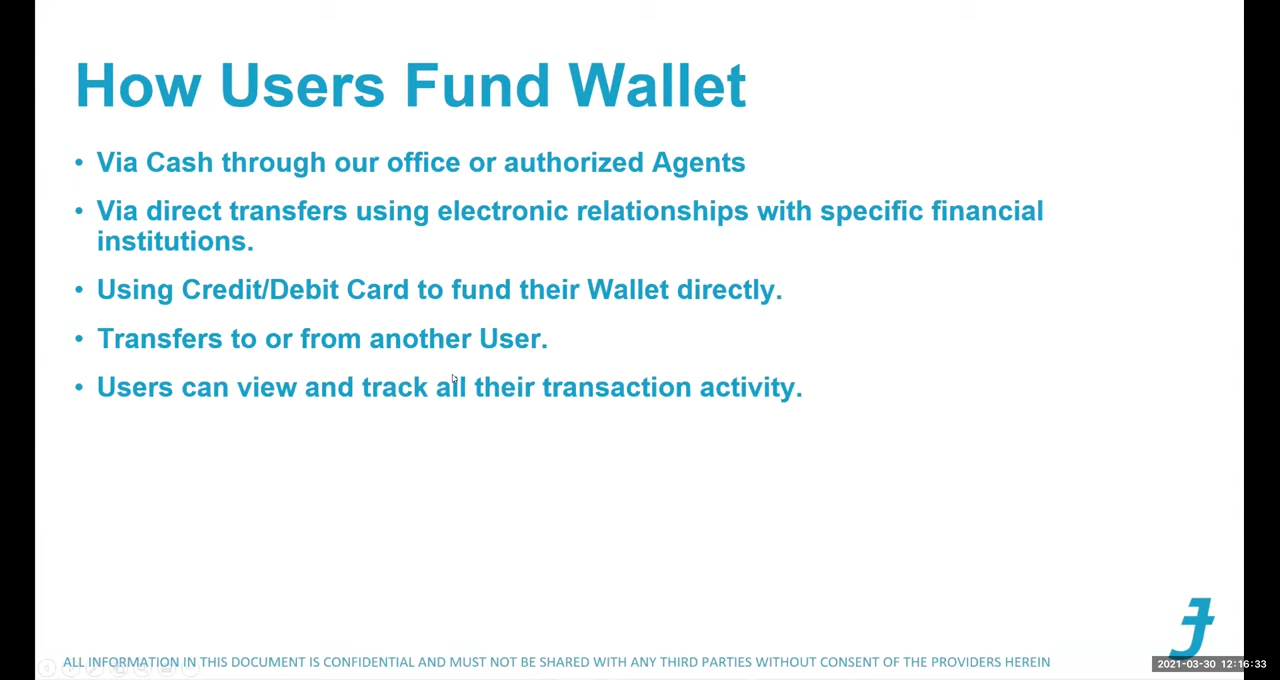 How Users Fund Wallet
• Via Cash through our office or authorized Agents
• Via direct transfers using electronic relationships with specific financial
institutions.
• Using Credit/Debit Card to fund their Wallet directly.
• Transfers to or from another User.
• Users can view and track all their transaction activity.
ALL INFORMATION IN THIS DOCUMENT IS CONFIDENTIAL AND MUST NOT BE SHARED WITH ANY THIRD PARTIES WITHOUT CONSENT OF THE PROVIDERS HEREIN
2021-03-30 12:16:33